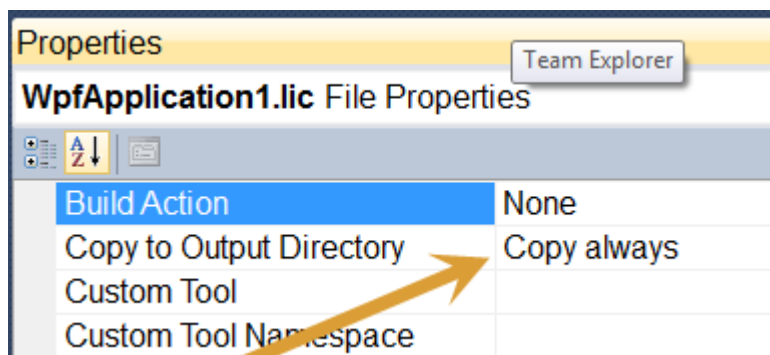 Properties
Team Explorer
WpfApplication1.lic File Properties
A
Z
Build Action None
Copy to Output Directory Copy always
Custom Tool
Custom Tool Namespace